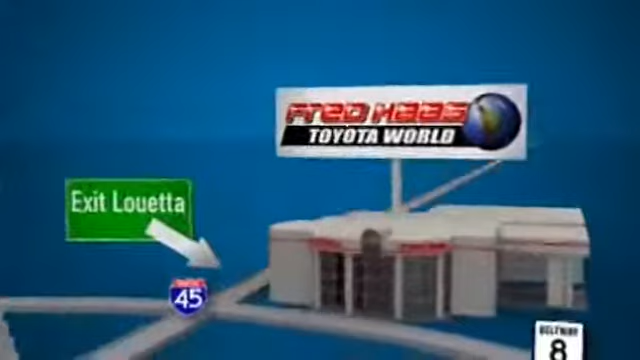 Fred Haas
TOYOTA WORLD
Exit Louetta
45
BELTWAY
8